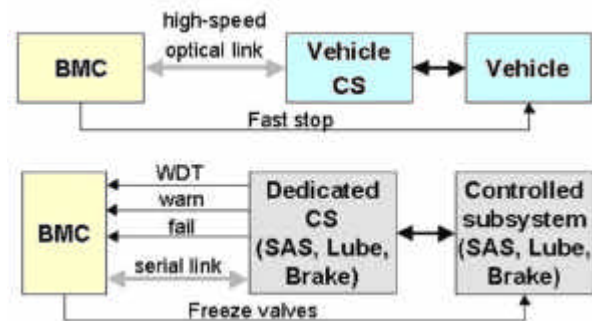 high-speed
optical link
BMC
Vehicle
CS
Vehicle
Fast stop
WDT
warn
fail
serial link
BMC
Dedicated
CS
(SAS, Lube,
Brake)
Controlled
subsystem
(SAS, Lube,
Brake)
Freeze valves